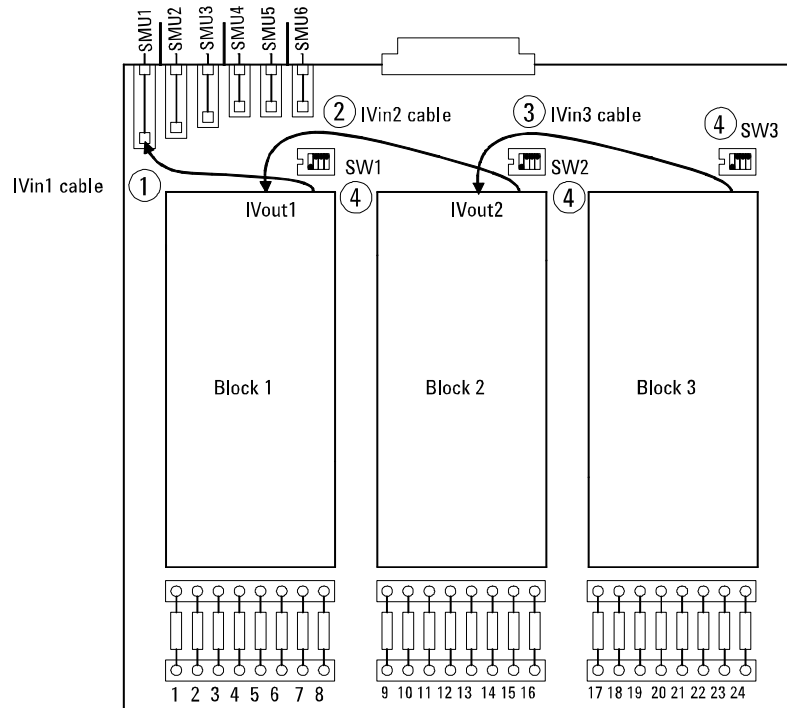 SMU1 SMU2 SMU3 SMU4 SMU5 SMU6
2 IVin2 cable 3 IVin3 cable 4 SW3
IVin1 cable 1 SW1 SW2
4 4
IVout1 IVout2
Block 1 Block 2 Block 3
1 2 3 4 5 6 7 8 9 10 11 12 13 14 15 16 17 18 19 20 21 22 23 24